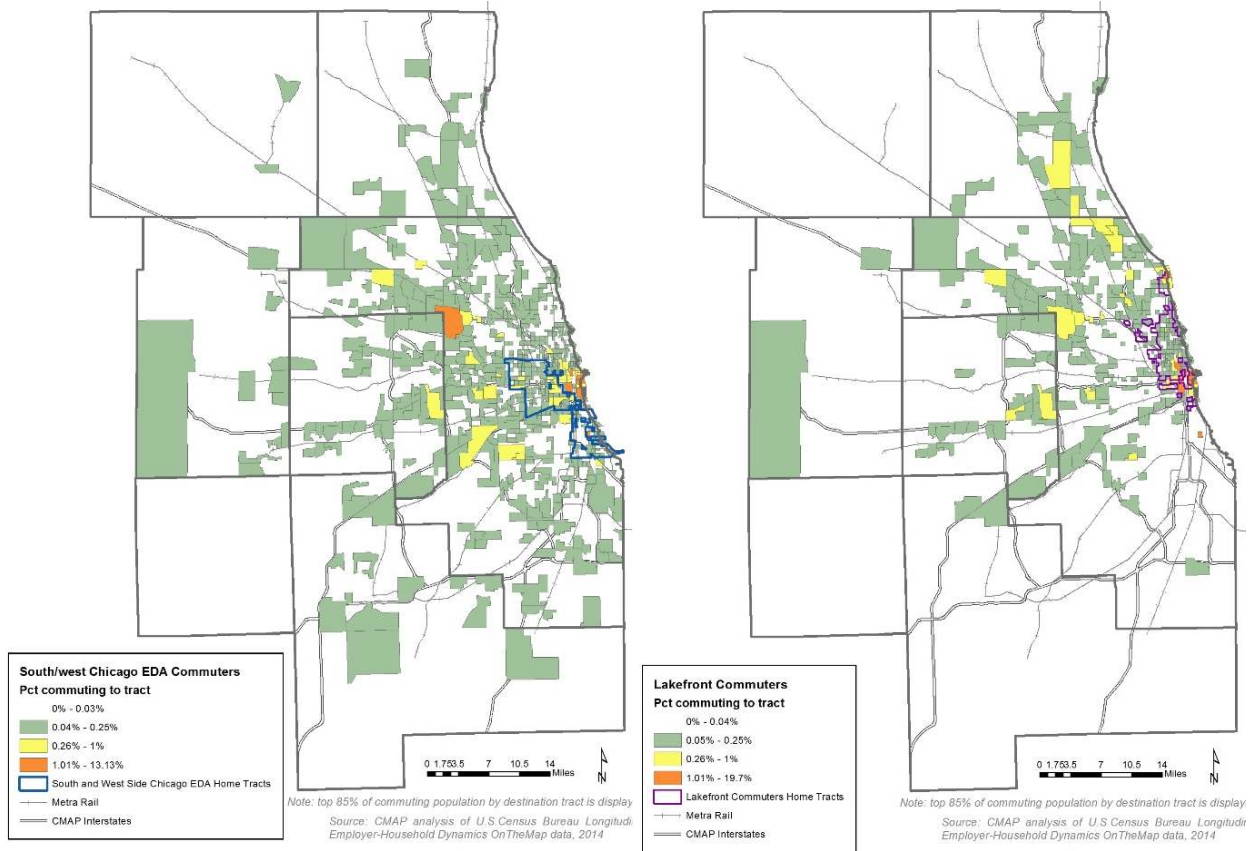 South/west Chicago EDA Commuters
Pct commuting to tract
0% - 0.03%
0.04% - 0.25%
0.26% - 1%
1.01% - 13.13%
South and West Side Chicago EDA Home Tracts
Metra Rail
CMAP Interstates
0 1.753.5 7 10.5 14
Miles
N
Note: top 85% of commuting population by destination tract is display
Source: CMAP analysis of U.S.Census Bureau Longitudi
Employer-Household Dynamics OnTheMap data, 2014
Lakefront Commuters
Pct commuting to tract
0% - 0.04%
0.05% - 0.25%
0.26% - 1%
1.01% - 19.7%
Lakefront Commuters Home Tracts
Metra Rail
CMAP Interstates
0 1.753.5 7 10.5 14
Miles
N
Note: top 85% of commuting population by destination tract is display
Source: CMAP analysis of U.S.Census Bureau Longitudi
Employer-Household Dynamics OnTheMap data, 2014